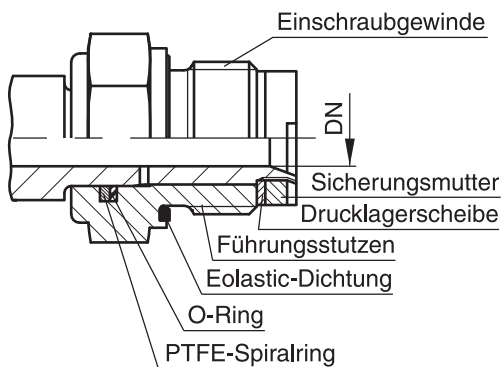 Einschraubgewinde
DN
Sicherungsmutter
Drucklagerscheibe
Führungsstutzen
Eolastic-Dichtung
O-Ring
PTFE-Spiralring